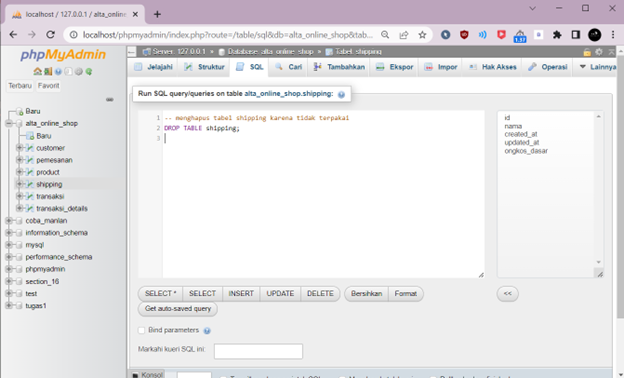 localhost / 127.0.0.1 / alta_onlin
localhost/phpmyadmin/index.php?route=/table/sql&db=alta_online_shop&tab...
1.37
phpMyAdmin
Terbaru Favorit
Baru
alta_online_shop
Baru
customer
pemesanan
product
shipping
transaksi
transaksi_details
coba_manlan
information_schema
mysql
performance_schema
phpmyadmin
section_16
test
tugas1
Server: 127.0.0.1 » Database: alta_online_shop » Tabel: shipping
Jelajahi Struktur SQL Cari Tambahkan Ekspor Impor Hak Akses Operasi Lainnya
Run SQL query/queries on table alta_online_shop.shipping:
1 -- menghapus tabel shipping karena tidak terpakai
2 DROP TABLE shipping;
3
id
nama
created_at
updated_at
ongkos_dasar
SELECT * SELECT INSERT UPDATE DELETE Bersihkan Format <<
Get auto-saved query
Bind parameters
Markahi kueri SQL ini:
Konsol